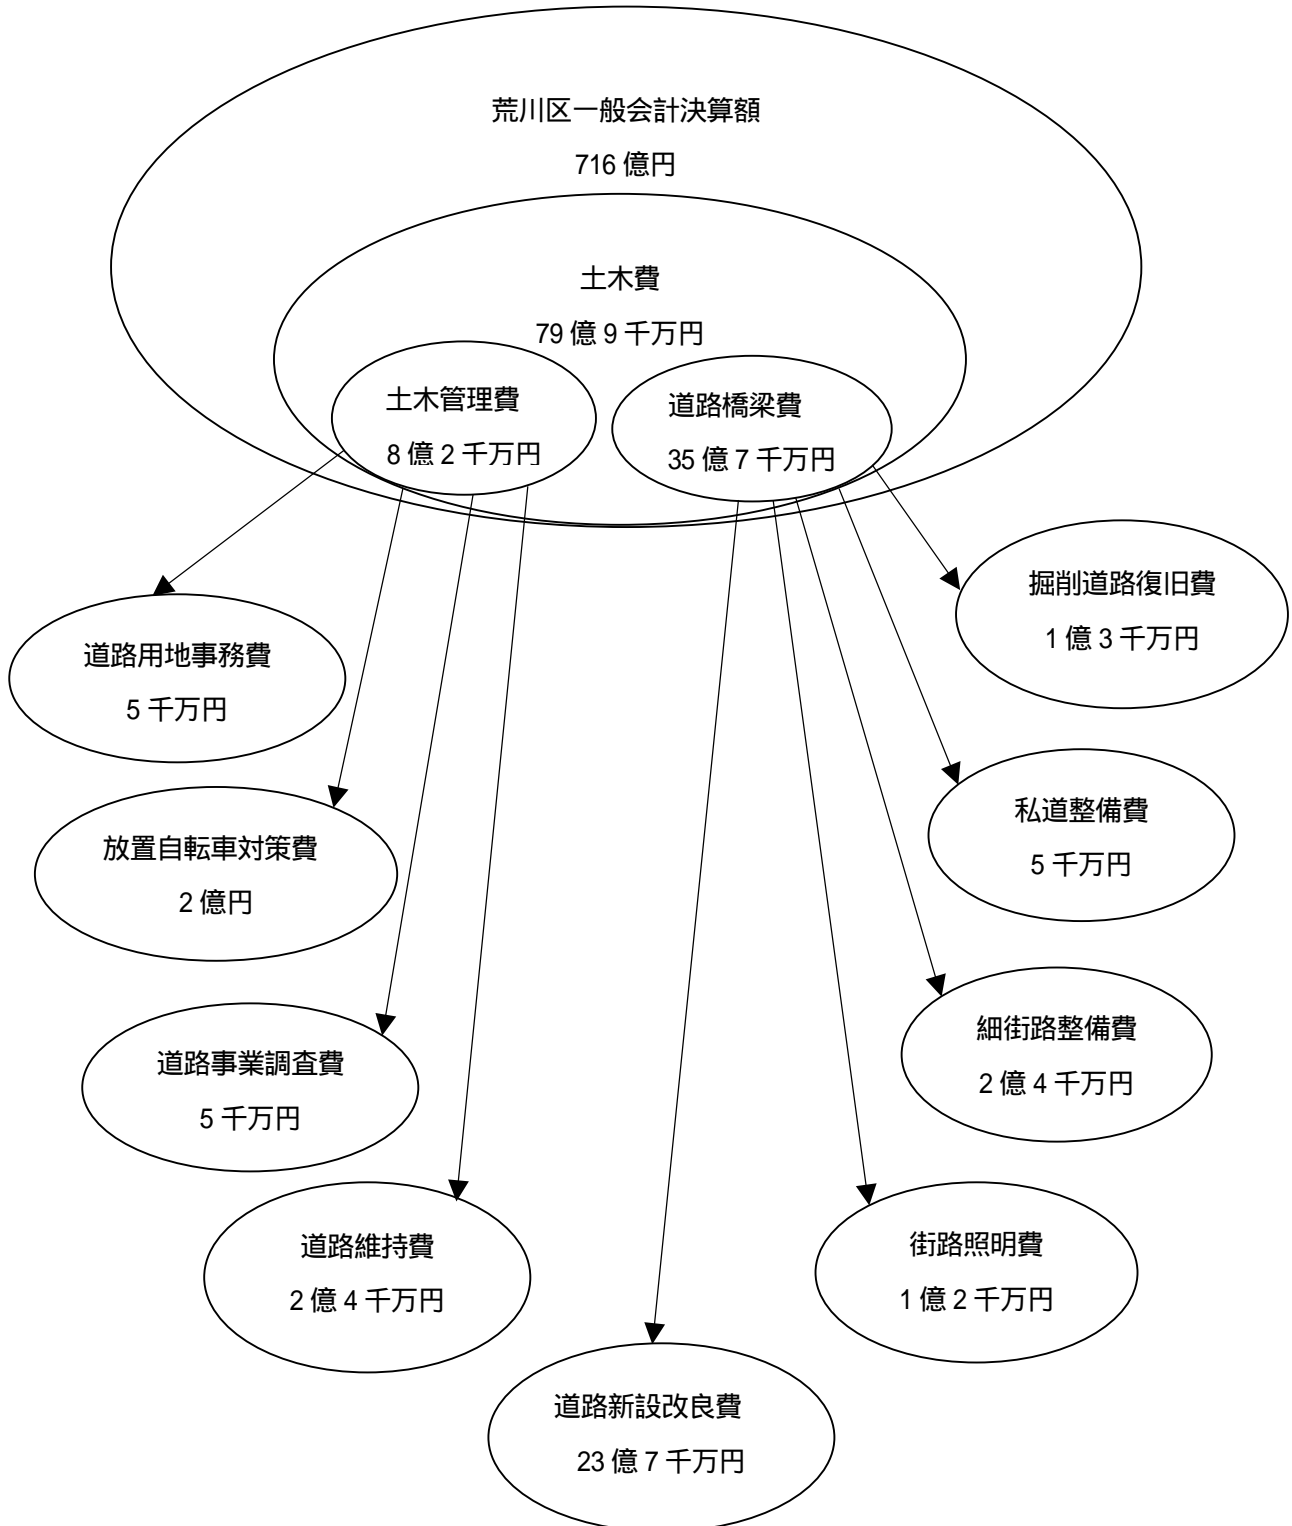 荒川区一般会計決算額
716 億円
土木費
79 億 9 千万円
土木管理費
8 億 2 千万円
道路橋梁費
35 億 7 千万円
道路用地事務費
5 千万円
放置自転車対策費
2 億円
道路事業調査費
5 千万円
道路維持費
2 億 4 千万円
道路新設改良費
23 億 7 千万円
街路照明費
1 億 2 千万円
細街路整備費
2 億 4 千万円
私道整備費
5 千万円
掘削道路復旧費
1 億 3 千万円